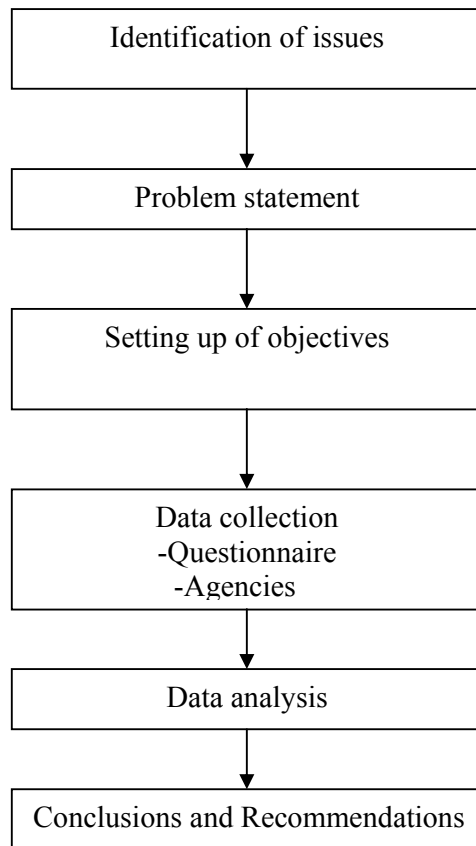 Identification of issues
Problem statement
Setting up of objectives
Data collection
-Questionnaire
-Agencies
Data analysis
Conclusions and Recommendations